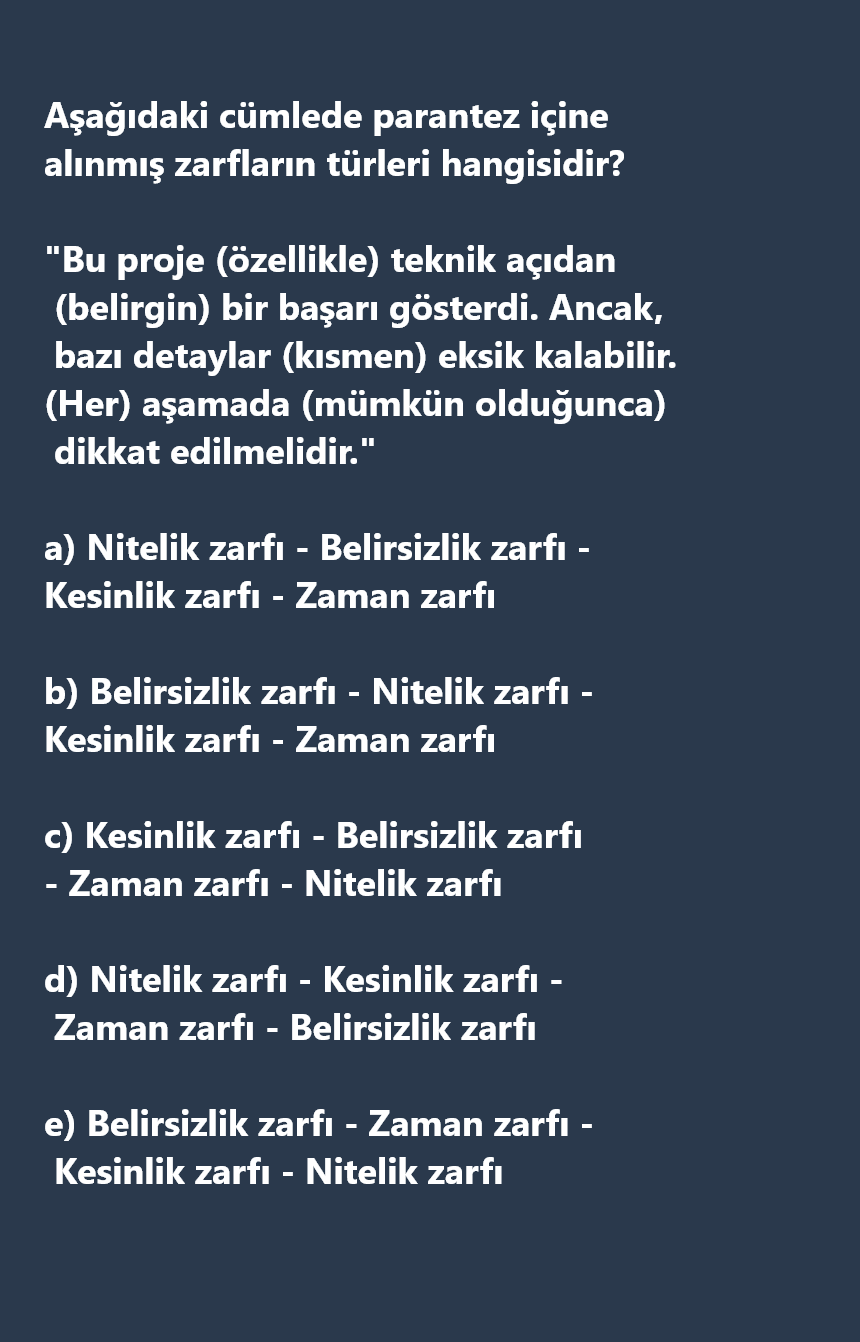 Aşağıdaki cümlede parantez içine
alınmış zarfların türleri hangisidir?
"Bu proje (özellikle) teknik açıdan
(belirgin) bir başarı gösterdi. Ancak,
bazı detaylar (kısmen) eksik kalabilir.
(Her) aşamada (mümkün olduğunca)
dikkat edilmelidir."
a) Nitelik zarfı - Belirsizlik zarfı -
Kesinlik zarfı - Zaman zarfı
b) Belirsizlik zarfı - Nitelik zarfı -
Kesinlik zarfı - Zaman zarfı
c) Kesinlik zarfı - Belirsizlik zarfı
- Zaman zarfı - Nitelik zarfı
d) Nitelik zarfı - Kesinlik zarfı -
Zaman zarfı - Belirsizlik zarfı
e) Belirsizlik zarfı - Zaman zarfı -
Kesinlik zarfı - Nitelik zarfı